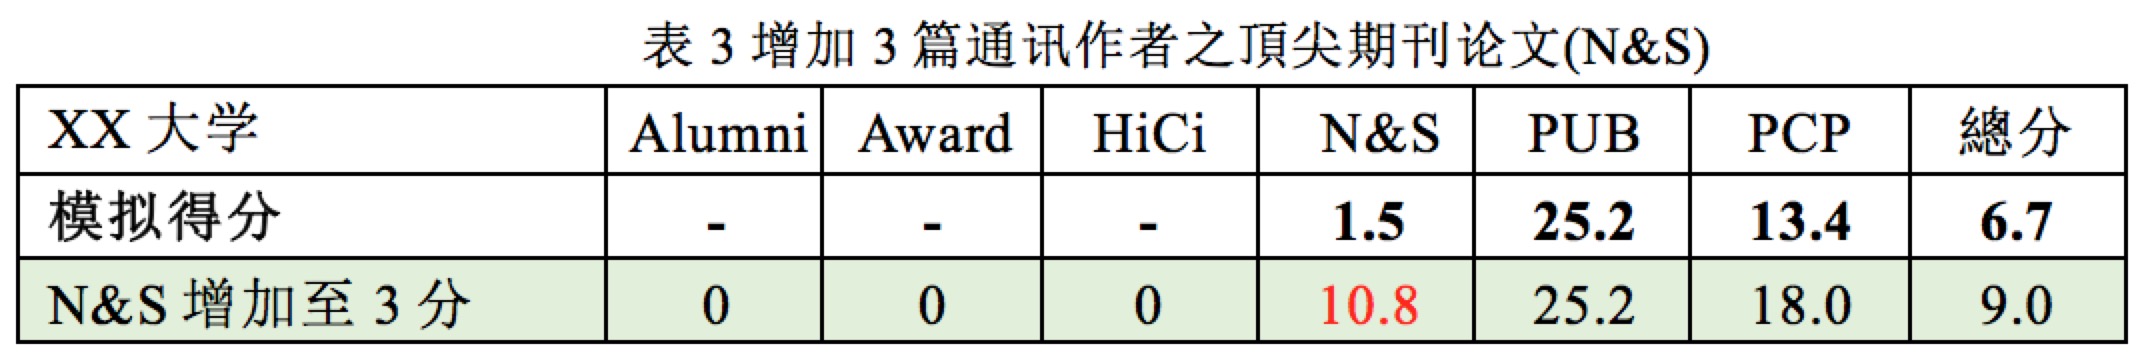 表 3 增加 3 篇通讯作者之頂尖期刊论文(N&S)
XX 大学 Alumni Award HiCi N&S PUB PCP 總分
模拟得分 - - - 1.5 25.2 13.4 6.7
N&S 增加至 3 分 0 0 0 10.8 25.2 18.0 9.0